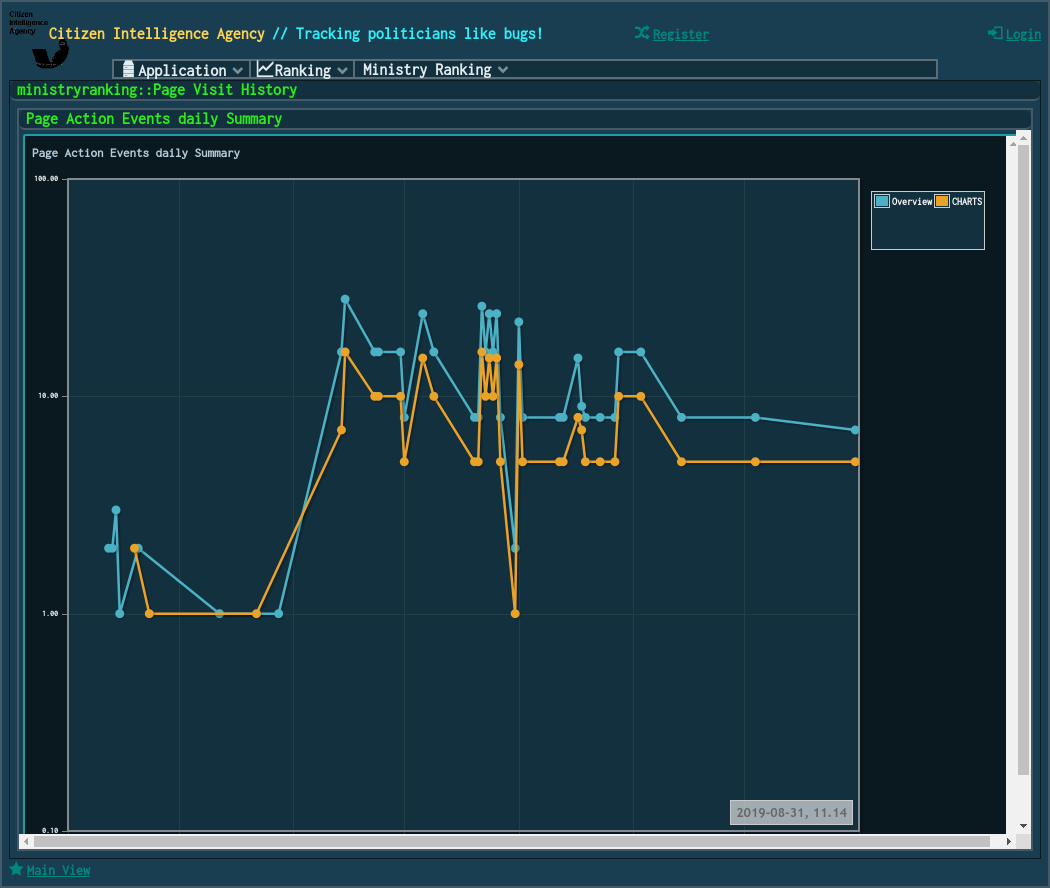 Citizen
Intelligence
Agency
Citizen Intelligence Agency // Tracking politicians like bugs!
Register
Login
Application
Ranking
Ministry Ranking
ministryranking::Page Visit History
Page Action Events daily Summary
Page Action Events daily Summary
100.00
Overview CHARTS
10.00
1.00
2019-08-31, 11.14
0.10
Main View